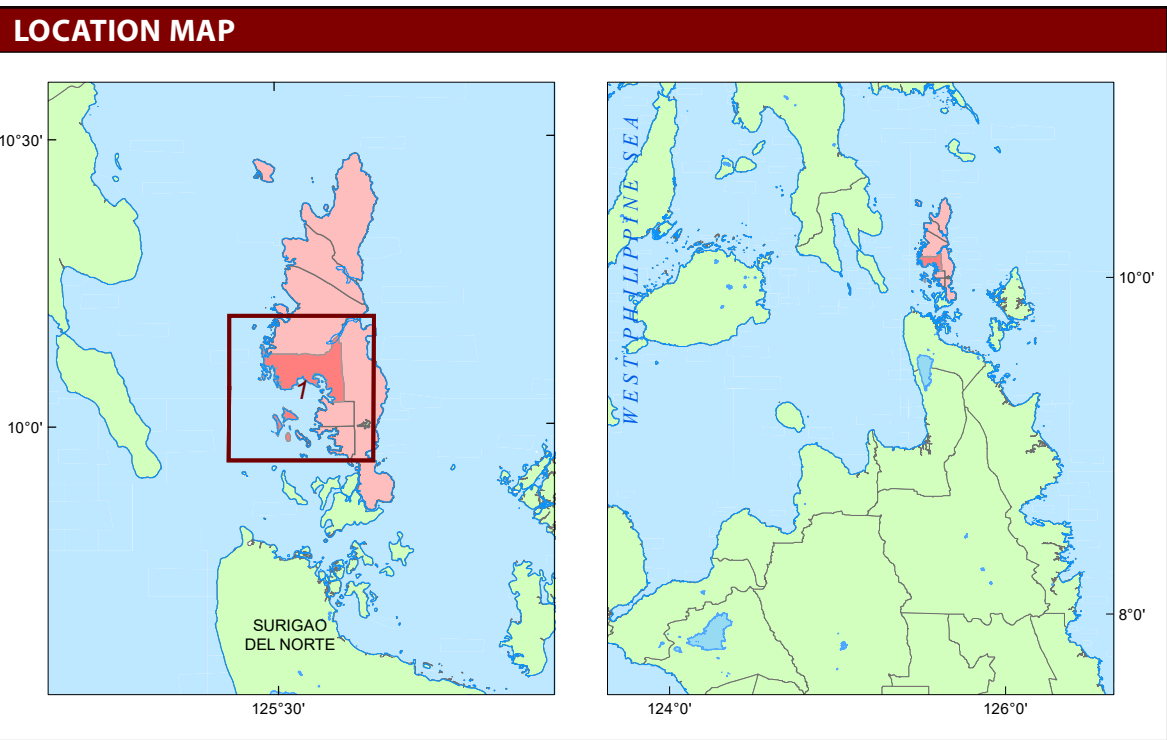 LOCATION MAP
10°30'
10°0'
1
SURIGAO
DEL NORTE
125°30'
WEST PHILIPPINE SEA
10°0'
8°0'
124°0'
126°0'